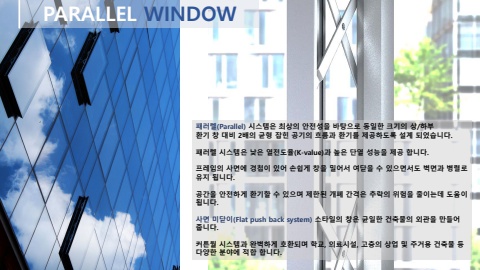 PARALLEL WINDOW
패러렐(Parallel) 시스템은 최상의 안전성을 바탕으로 동일한 크기의 상/하부
환기 창 대비 2배의 균형 잡힌 공기의 흐름과 환기를 제공하도록 설계 되었습니다.
패러렐 시스템은 낮은 열전도율(K-value)과 높은 단열 성능을 제공 합니다.
프레임의 사면에 경첩이 있어 손쉽게 창을 밀어서 여닫을 수 있으면서도 벽면과 병렬로
유지 됩니다.
공간을 안전하게 환기할 수 있으며 제한된 개폐 간격은 추락의 위험을 줄이는데 도움이
됩니다.
사면 미닫이(Flat push back system) 스타일의 창은 균일한 건축물의 외관을 만들어
줍니다.
커튼월 시스템과 완벽하게 호환되며 학교, 의료시설, 고층의 상업 및 주거용 건축물 등
다양한 분야에 적합 합니다.